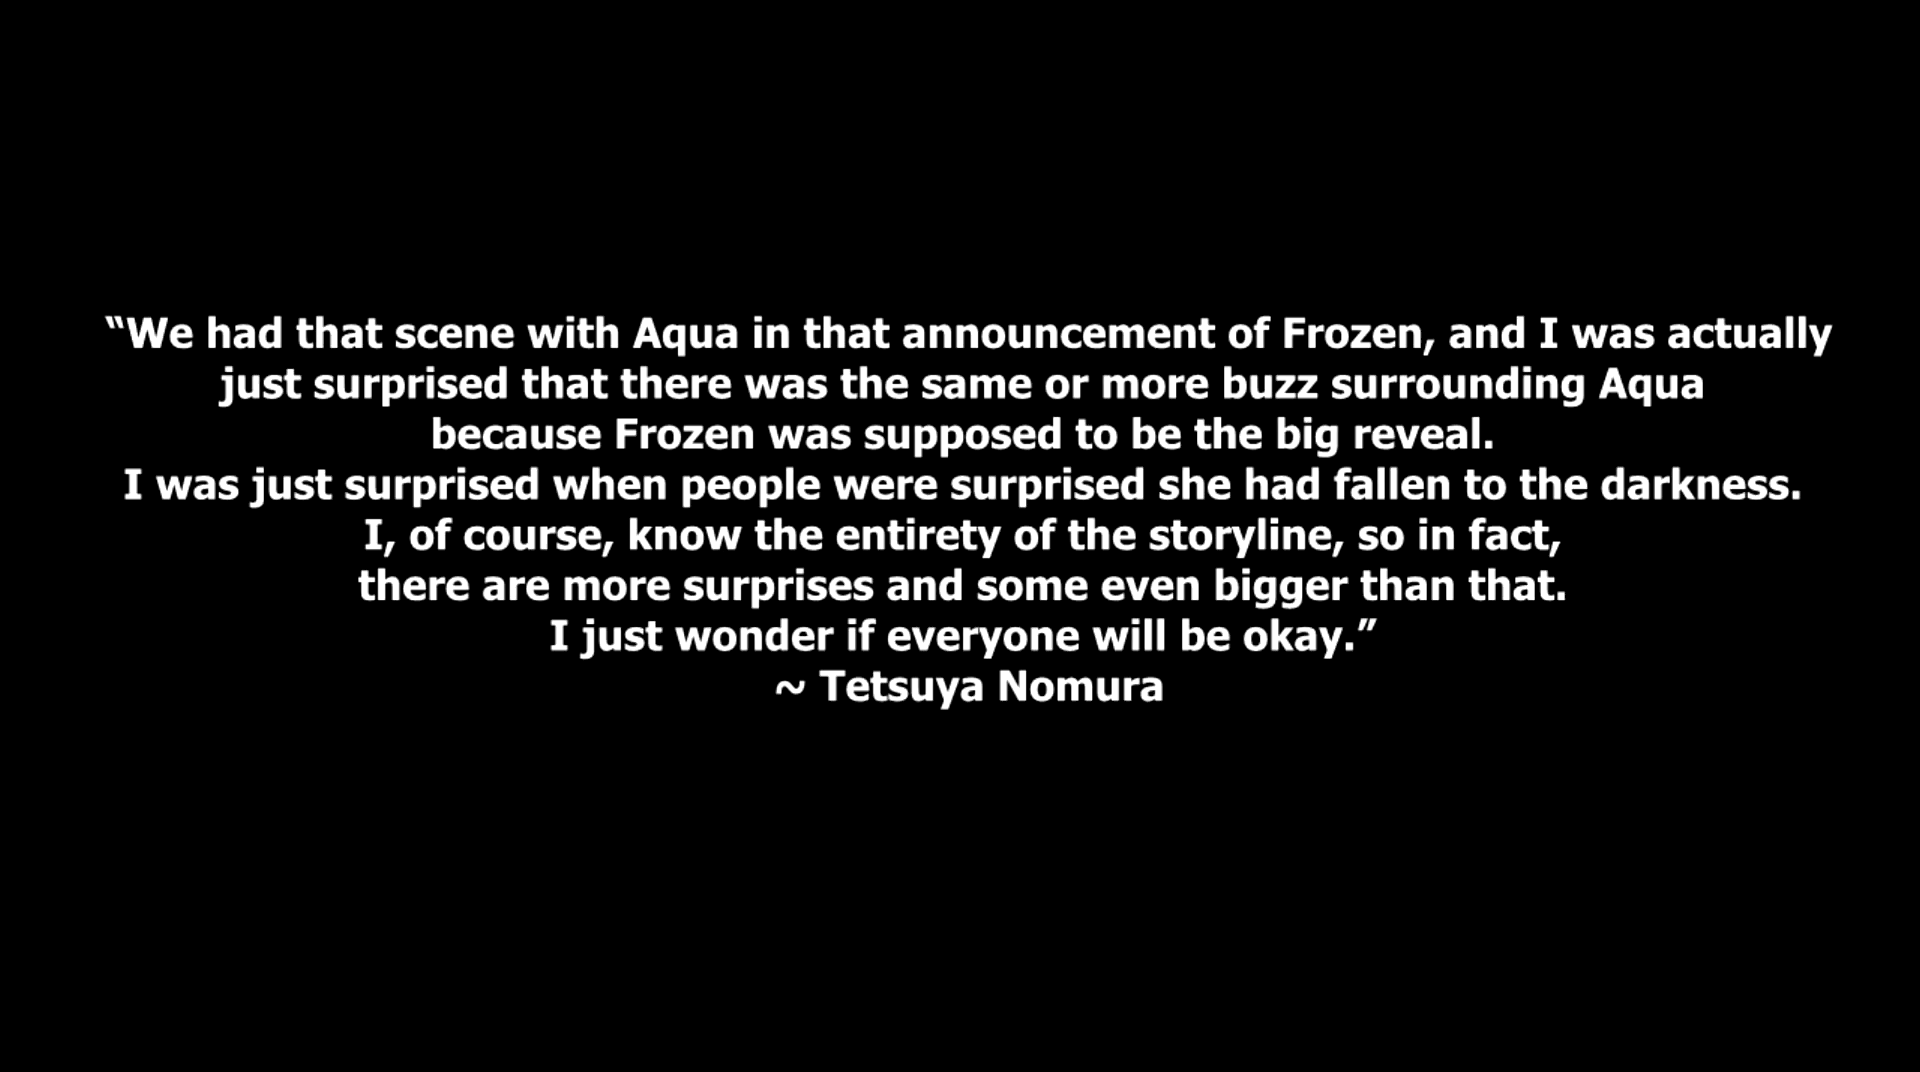 “We had that scene with Aqua in that announcement of Frozen, and I was actually
just surprised that there was the same or more buzz surrounding Aqua
because Frozen was supposed to be the big reveal.
I was just surprised when people were surprised she had fallen to the darkness.
I, of course, know the entirety of the storyline, so in fact,
there are more surprises and some even bigger than that.
I just wonder if everyone will be okay.”
~ Tetsuya Nomura